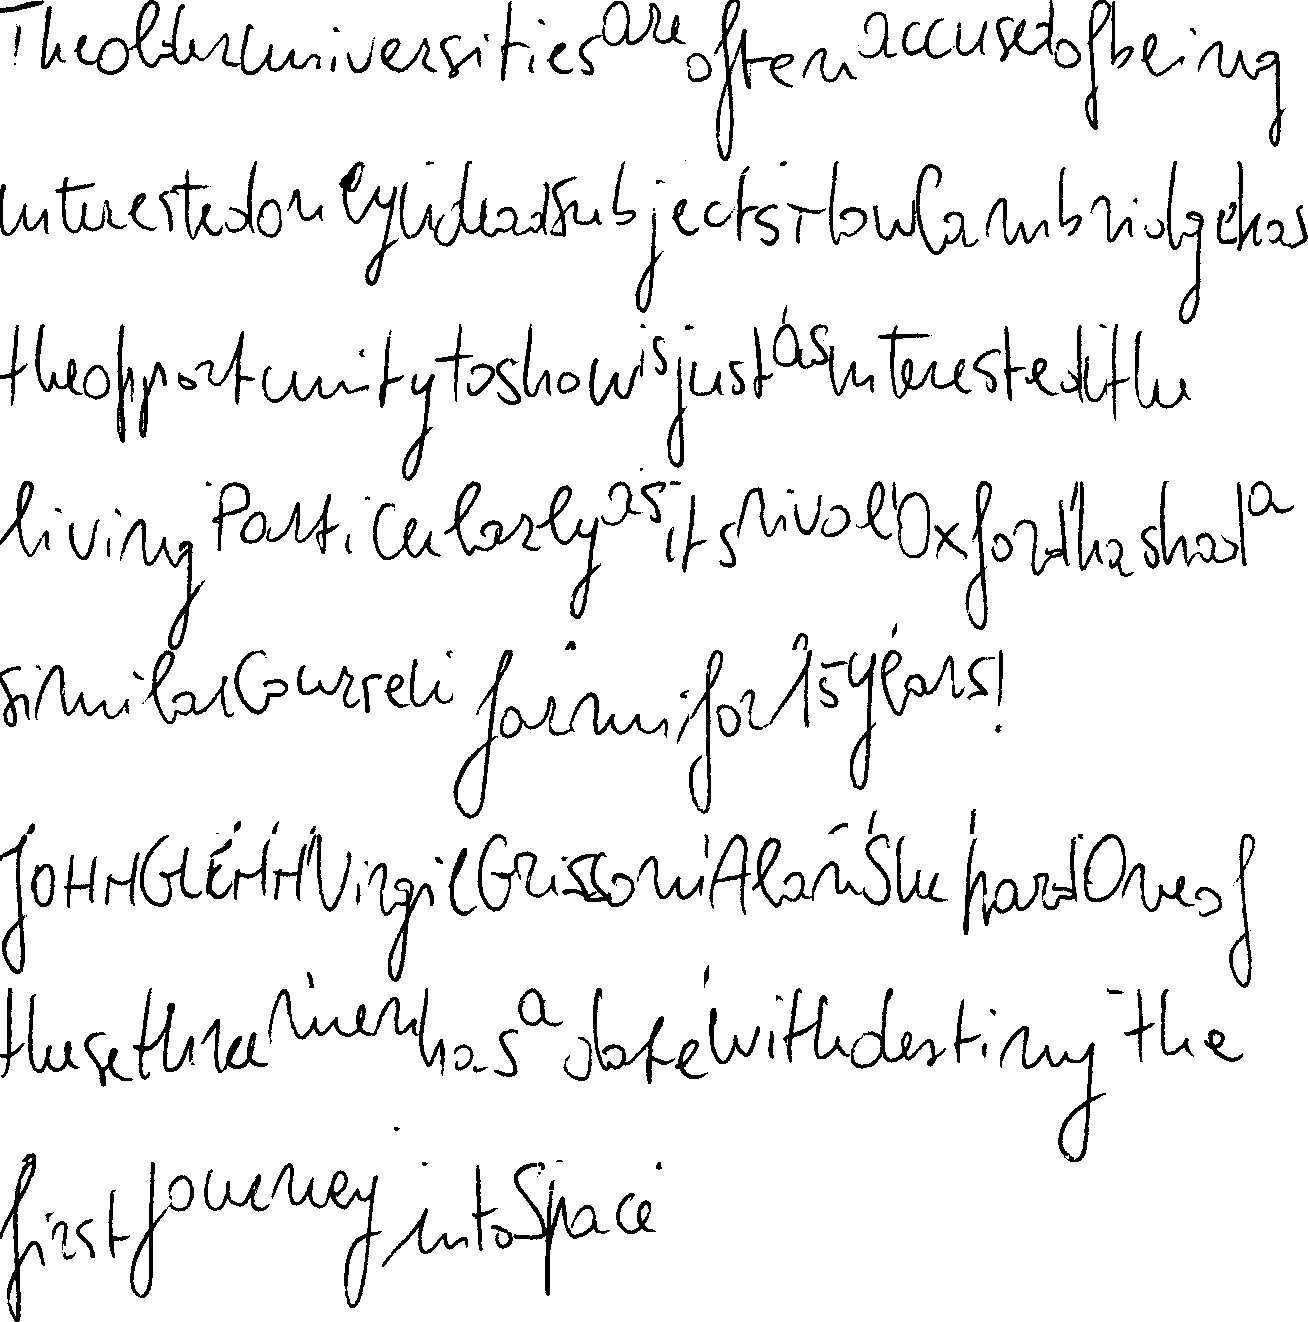 The older universities are often accused of being
interested only in dead subjects. Now Cambridge has
the opportunity to show is just as interested in the
living Particularly as its rival Oxford has had a
similar Course in farming for 15 years!
JOHN GLENN Virgil Grissom Alan Shepard One of
these three men has a date with destiny the
first journey into Space